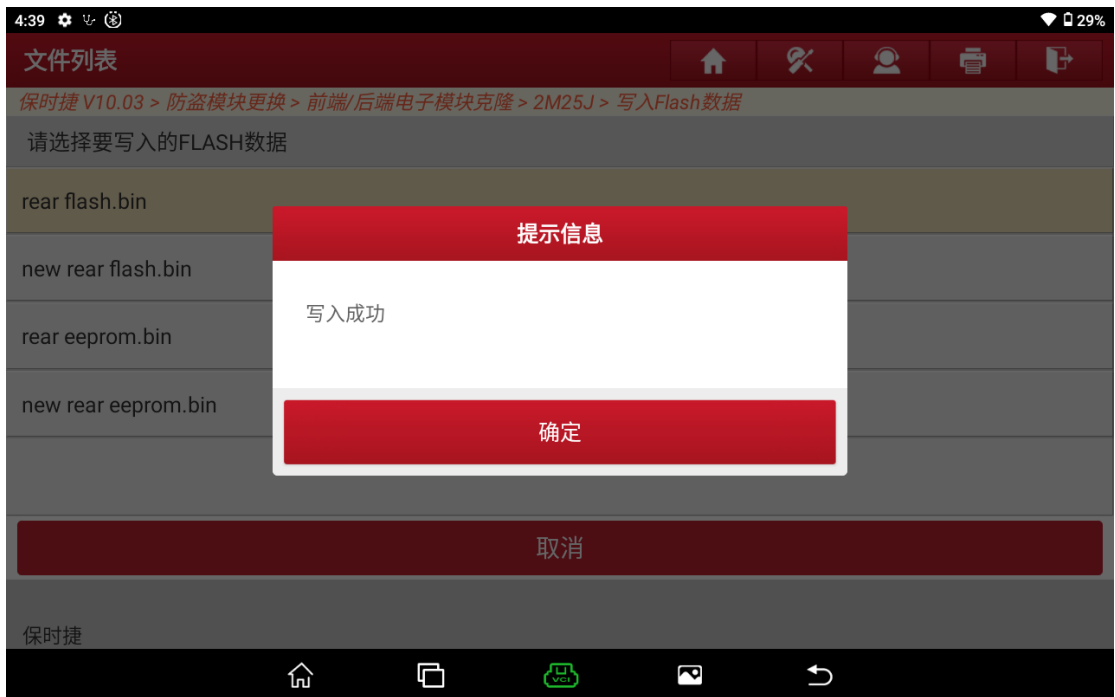 4:39
29%
文件列表
保时捷 V10.03 > 防盗模块更换 > 前端/后端电子模块克隆 > 2M25J > 写入Flash数据
请选择要写入的FLASH数据
rear flash.bin
new rear flash.bin
rear eeprom.bin
new rear eeprom.bin
提示信息
写入成功
确定
取消
保时捷
VCI